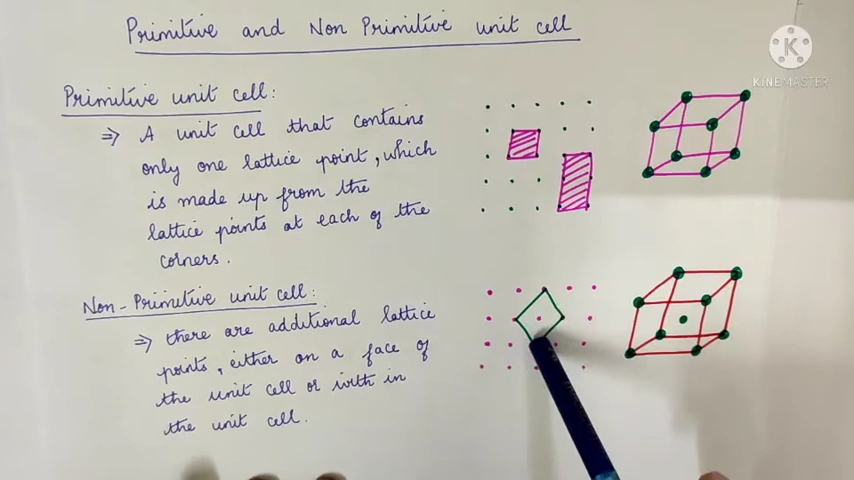 Primitive and Non Primitive unit cell
K
KINEMASTER
Primitive unit cell:
⇒ A unit cell that contains
only one lattice point, which
is made up from the
lattice points at each of the
corners.
Non-Primitive unit cell:
⇒ there are additional lattice
points, either on a face of
the unit cell or with in
the unit cell.